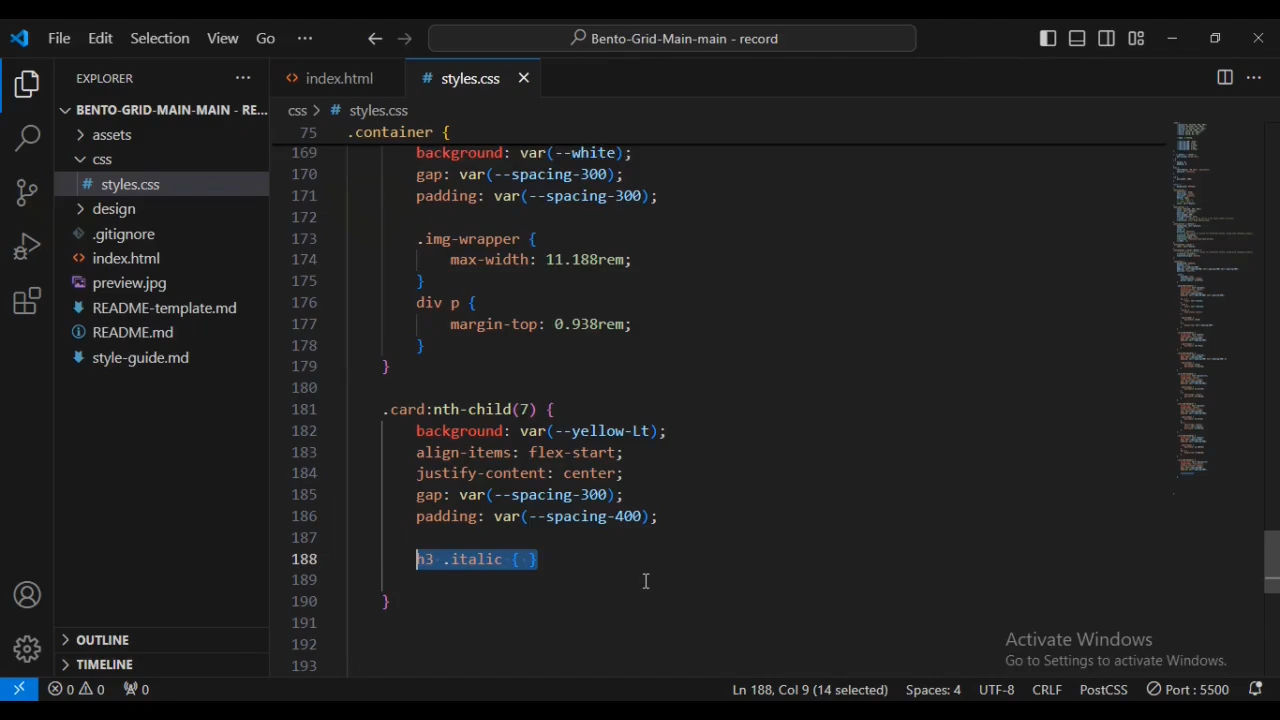 File Edit Selection View Go ··· Bento-Grid-Main-main - record
EXPLORER ···
BENTO-GRID-MAIN-MAIN - RE...
assets
css
# styles.css
design
.gitignore
index.html
preview.jpg
README-template.md
README.md
style-guide.md
OUTLINE
TIMELINE
index.html # styles.css
css > # styles.css
75 .container {
169 background: var(--white);
170 gap: var(--spacing-300);
171 padding: var(--spacing-300);
172
173 .img-wrapper {
174 max-width: 11.188rem;
175 }
176 div p {
177 margin-top: 0.938rem;
178 }
179 }
180
181 .card:nth-child(7) {
182 background: var(--yellow-Lt);
183 align-items: flex-start;
184 justify-content: center;
185 gap: var(--spacing-300);
186 padding: var(--spacing-400);
187
188 h3 .italic { }
189
190 }
191
192
193
Activate Windows
Go to Settings to activate Windows.
0 0 0 Ln 188, Col 9 (14 selected) Spaces: 4 UTF-8 CRLF PostCSS Port : 5500